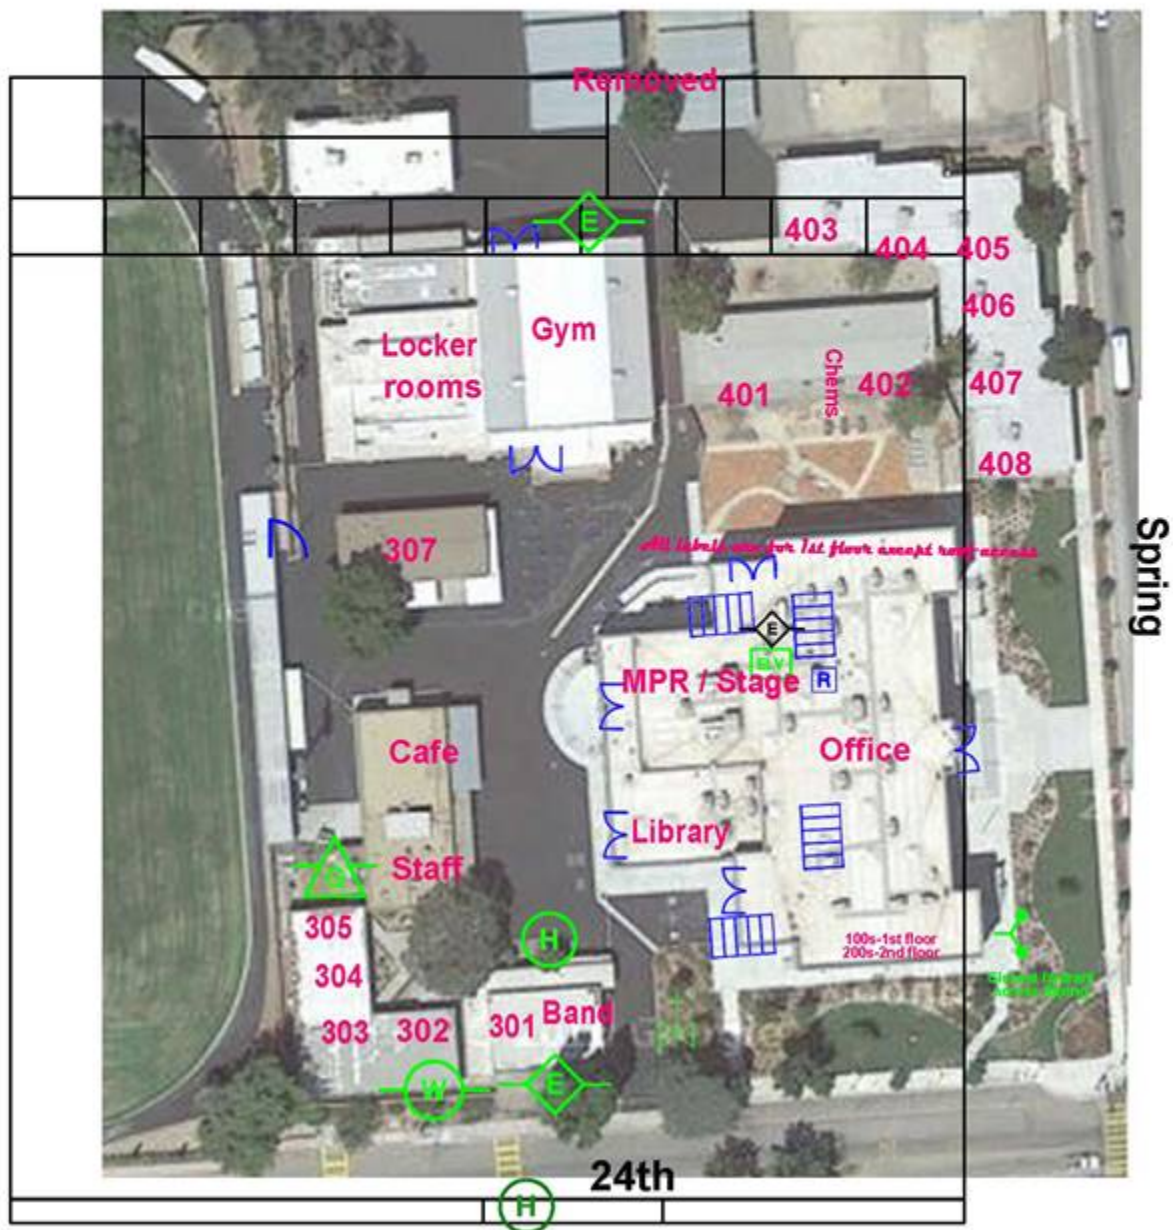 Removed
E
403
404
405
406
Gym
Locker
rooms
Chems
401
402
407
408
307
All labels are for 1st floor except roof access
Spring
E
ELV
MPR / Stage
R
Cafe
Office
Library
Staff
G
305
H
100s-1st floor
200s-2nd floor
304
303
302
301
Band
W
E
24th
H